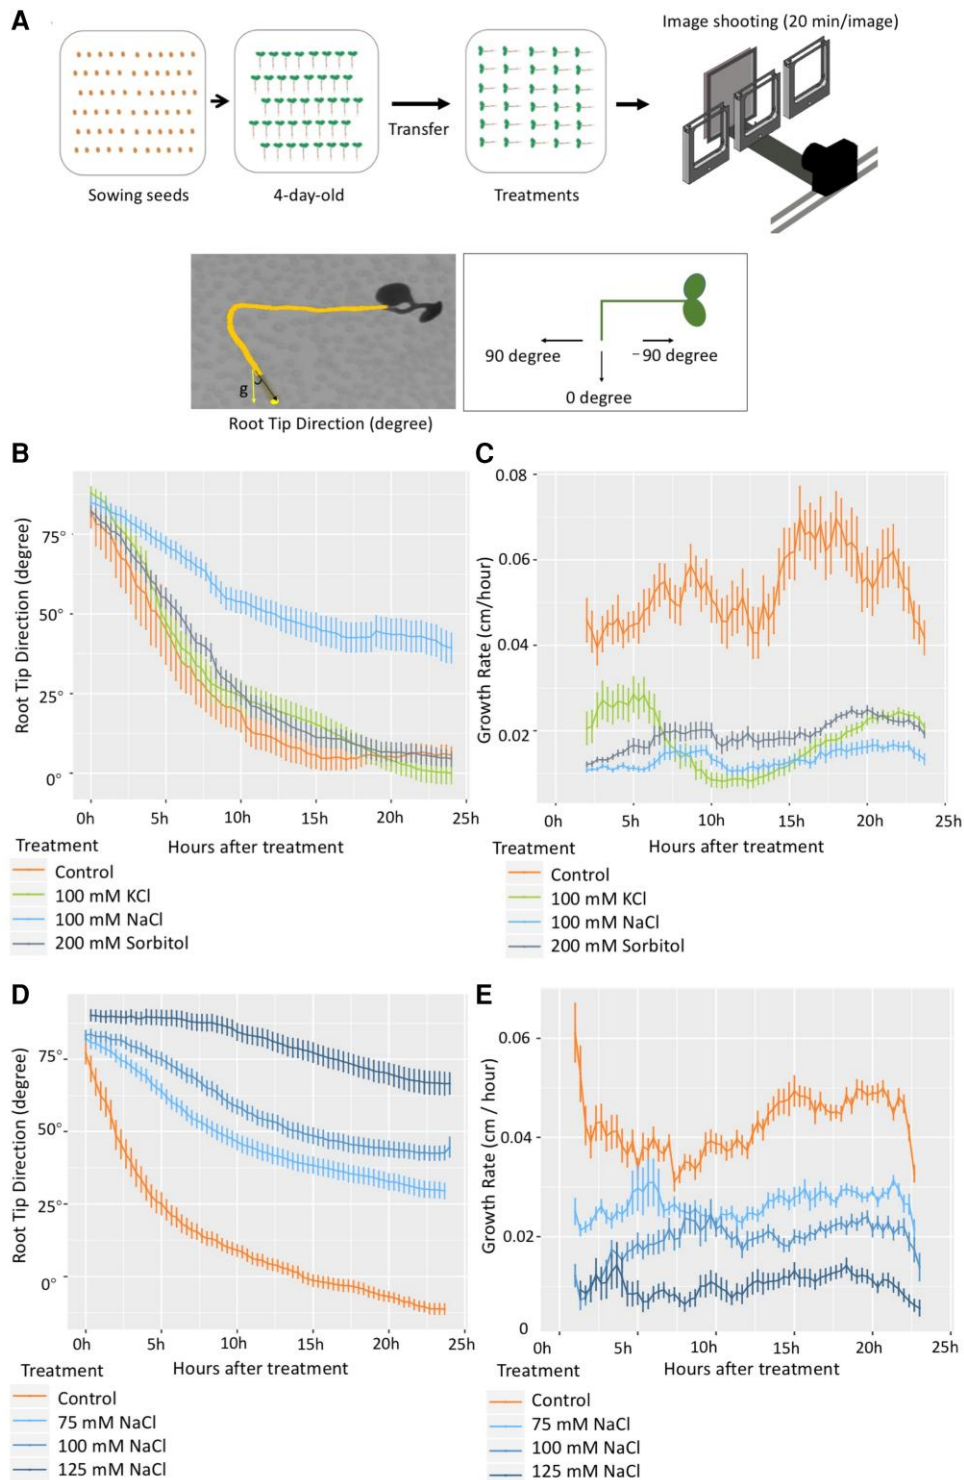 A
Image shooting (20 min/image)
Transfer
Sowing seeds
4-day-old
Treatments
g
90 degree
-90 degree
0 degree
Root Tip Direction (degree)
B
Root Tip Direction (degree)
75°
50°
25°
0°
0h 5h 10h 15h 20h 25h
Treatment
Hours after treatment
Control
100 mM KCl
100 mM NaCl
200 mM Sorbitol
C
Growth Rate (cm/hour)
0.08
0.06
0.04
0.02
0h 5h 10h 15h 20h 25h
Treatment
Hours after treatment
Control
100 mM KCl
100 mM NaCl
200 mM Sorbitol
D
Root Tip Direction (degree)
75°
50°
25°
0°
0h 5h 10h 15h 20h 25h
Treatment
Hours after treatment
Control
75 mM NaCl
100 mM NaCl
125 mM NaCl
E
Growth Rate (cm / hour)
0.06
0.04
0.02
0
5h 10h 15h 20h 25h
Treatment
Hours after treatment
Control
75 mM NaCl
100 mM NaCl
125 mM NaCl